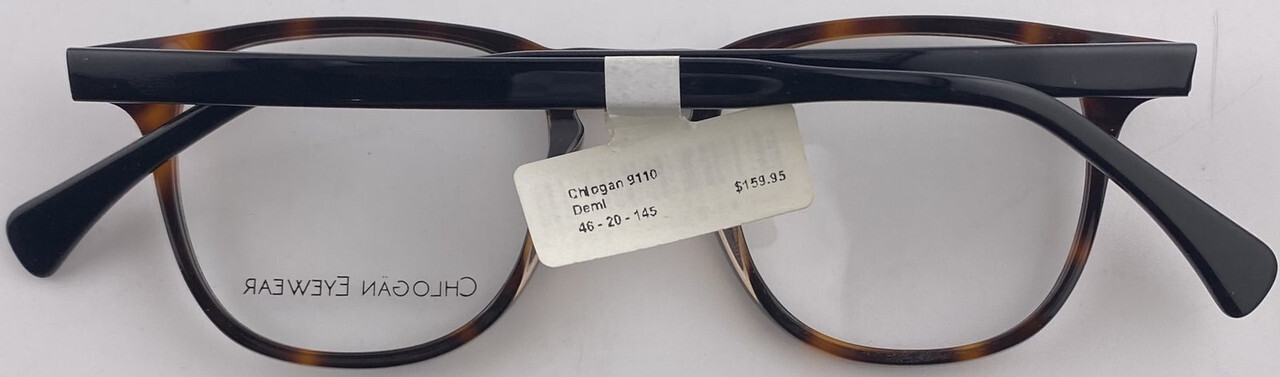 Chlogan 9110
Demi
46 - 20 - 145
$159.95
CHLOGÄN EYEWEAR